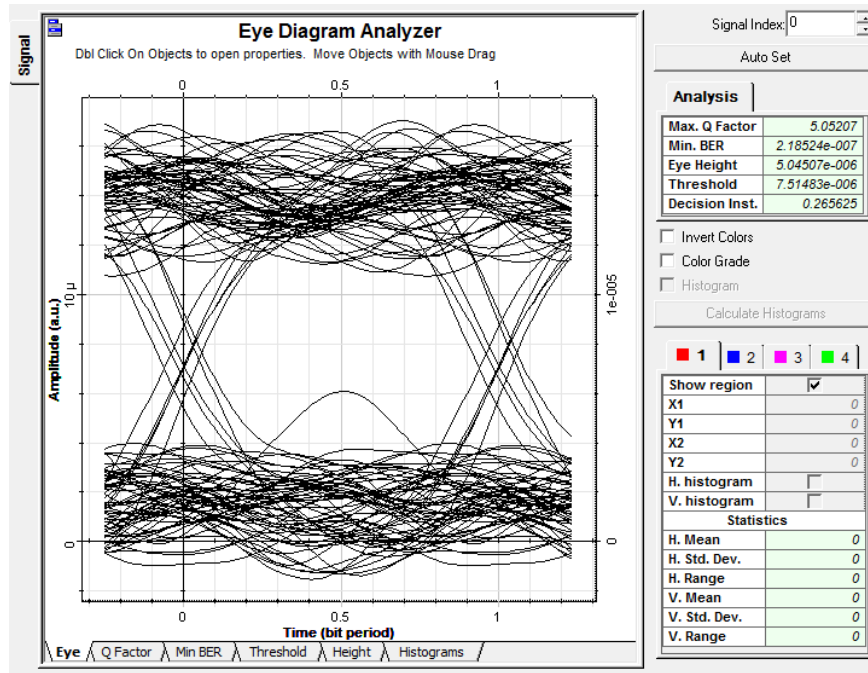 Signal
Eye Diagram Analyzer
Dbl Click On Objects to open properties. Move Objects with Mouse Drag
0 0.5 1
Amplitude (a.u.)
10 µ
0
1e-005
0
0 0.5 1
Time (bit period)
Eye Q Factor Min BER Threshold Height Histograms
Signal Index: 0
Auto Set
Analysis
Max. Q Factor 5.05207
Min. BER 2.18524e-007
Eye Height 5.04507e-006
Threshold 7.51483e-006
Decision Inst. 0.265625
Invert Colors
Color Grade
Histogram
Calculate Histograms
1 2 3 4
Show region
X1 0
Y1 0
X2 0
Y2 0
H. histogram
V. histogram
Statistics
H. Mean 0
H. Std. Dev. 0
H. Range 0
V. Mean 0
V. Std. Dev. 0
V. Range 0